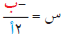 س = −ب / ٢أ